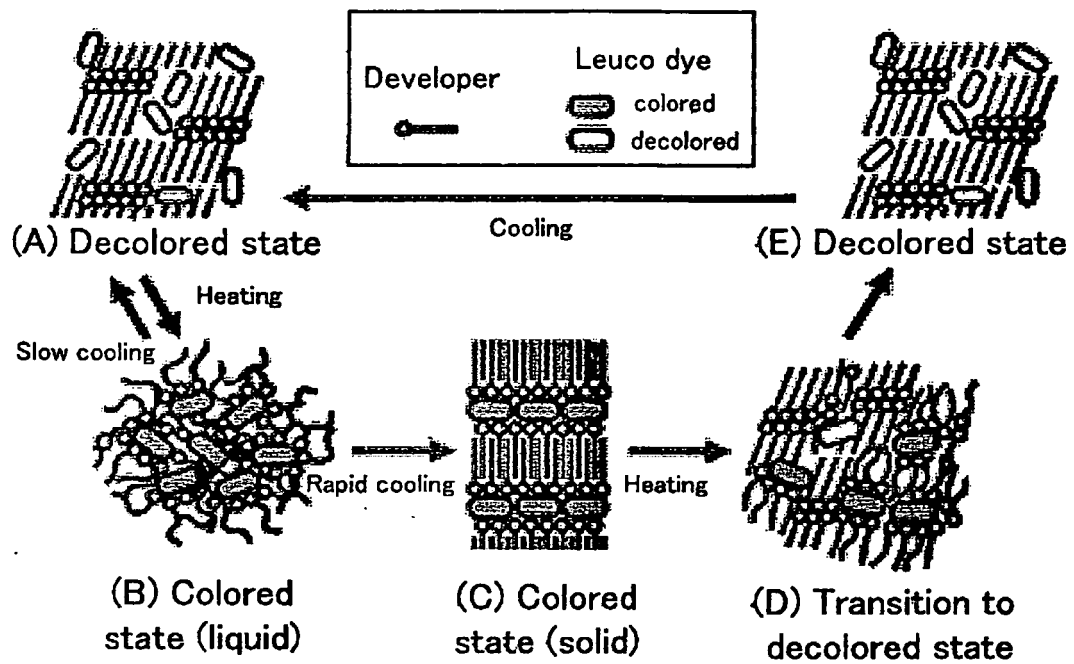 Developer
Leuco dye
colored
decolored
Cooling
(A) Decolored state
(E) Decolored state
Heating
Slow cooling
Rapid cooling
Heating
(B) Colored
state (liquid)
(C) Colored
state (solid)
(D) Transition to
decolored state